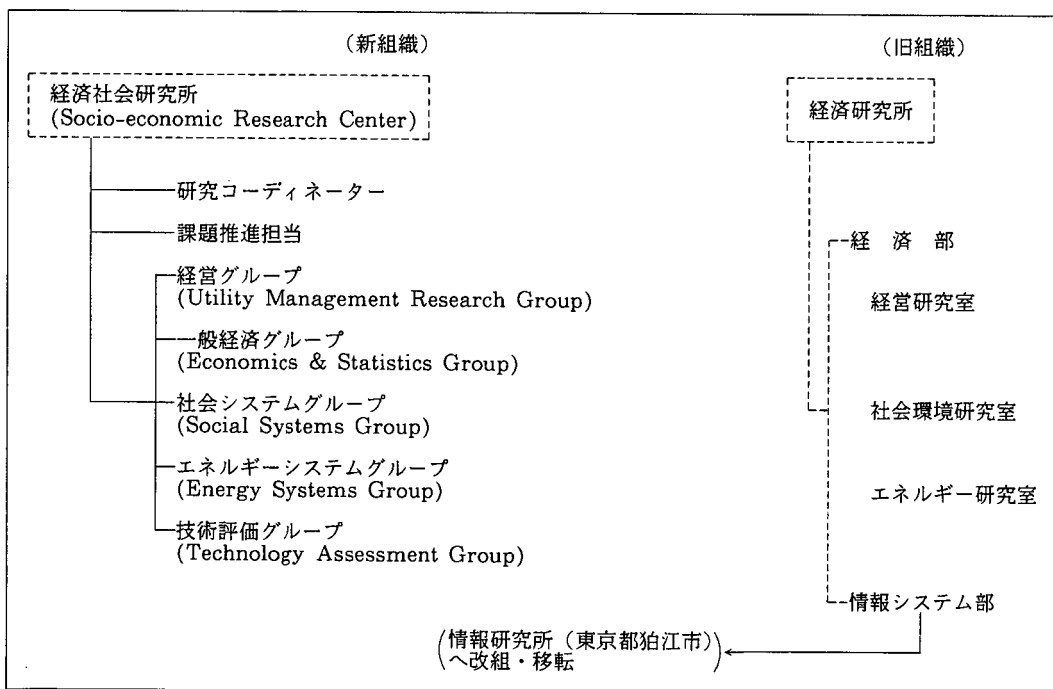 (新組織)
経済社会研究所
(Socio-economic Research Center)
研究コーディネーター
課題推進担当
経営グループ
(Utility Management Research Group)
一般経済グループ
(Economics & Statistics Group)
社会システムグループ
(Social Systems Group)
エネルギーシステムグループ
(Energy Systems Group)
技術評価グループ
(Technology Assessment Group)
(旧組織)
経済研究所
経 済 部
経営研究室
社会環境研究室
エネルギー研究室
情報システム部
(情報研究所(東京都狛江市)
へ改組・移転)